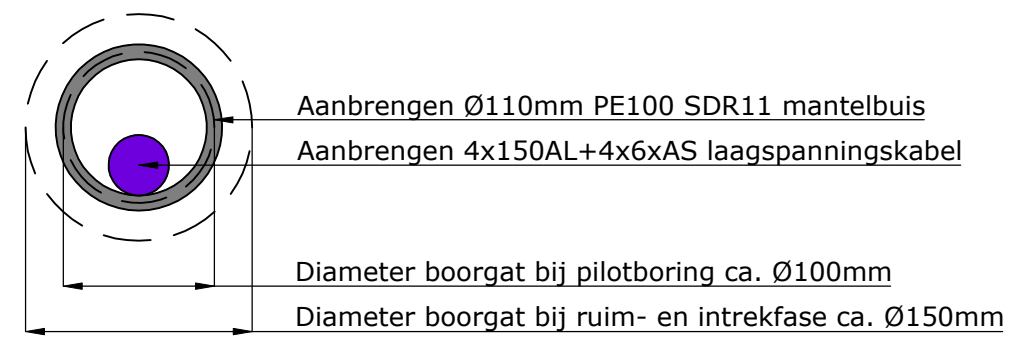 Aanbrengen Ø110mm PE100 SDR11 mantelbuis
Aanbrengen 4x150AL+4x6xAS laagspanningskabel
Diameter boorgat bij pilotboring ca. Ø100mm
Diameter boorgat bij ruim- en intrekfase ca. Ø150mm